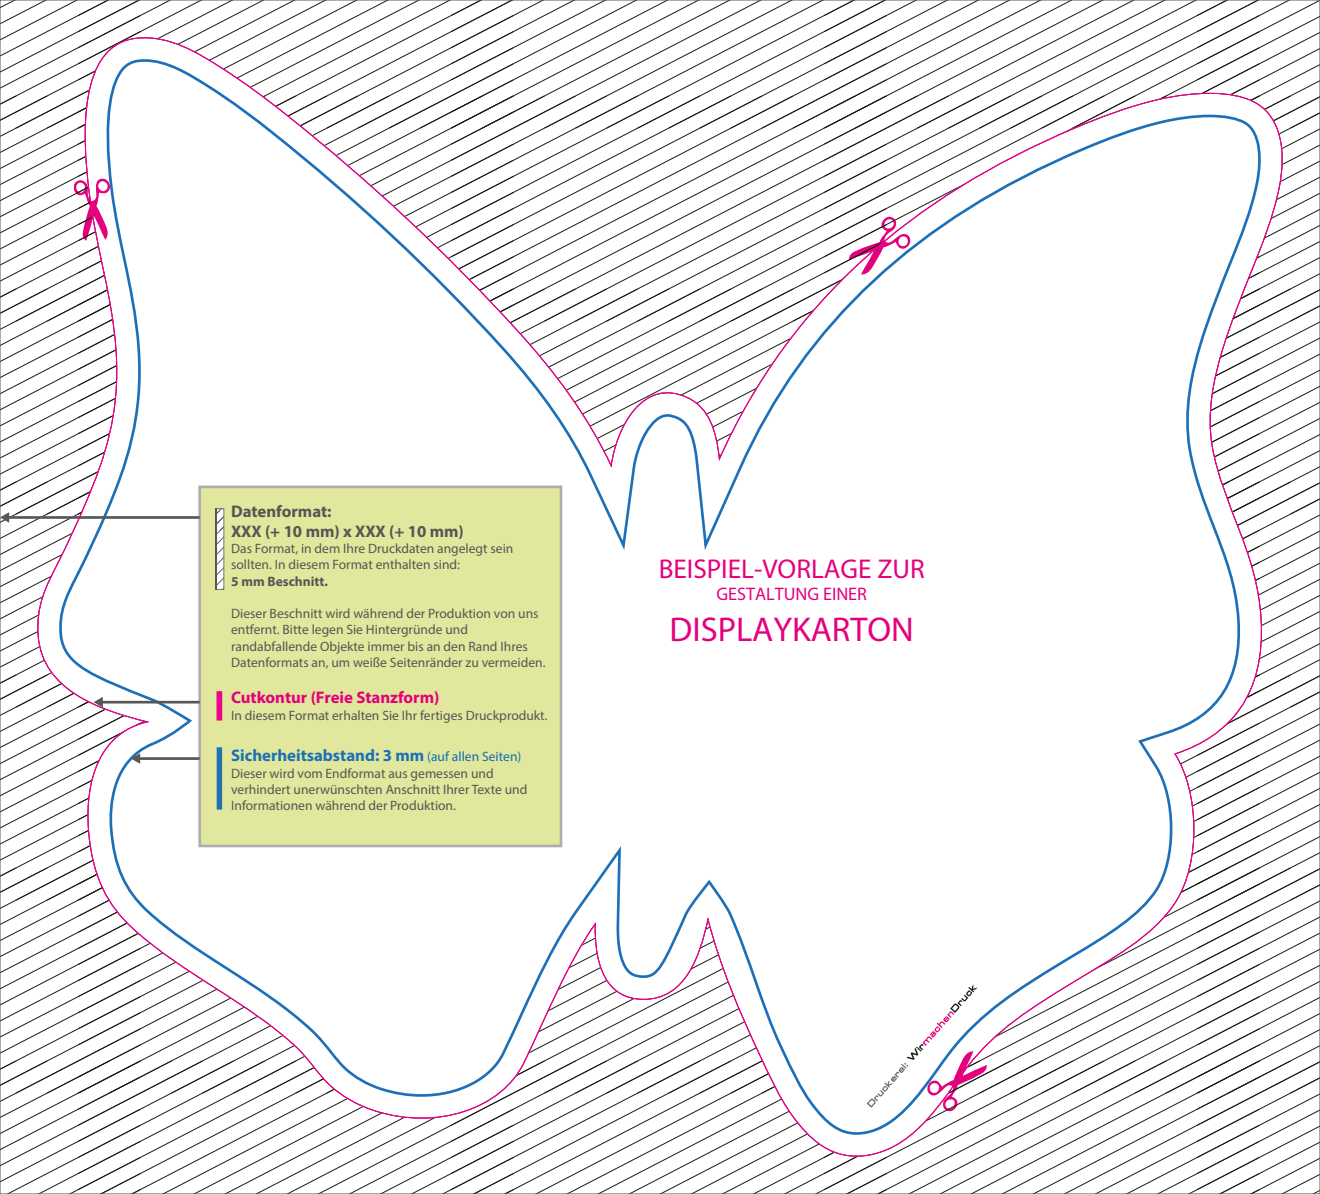 Datenformat:
XXX (+ 10 mm) x XXX (+ 10 mm)
Das Format, in dem Ihre Druckdaten angelegt sein
sollten. In diesem Format enthalten sind:
5 mm Beschnitt.
Dieser Beschnitt wird während der Produktion von uns
entfernt. Bitte legen Sie Hintergründe und
randabfallende Objekte immer bis an den Rand Ihres
Datenformats an, um weiße Seitenränder zu vermeiden.
Cutkontur (Freie Stanzform)
In diesem Format erhalten Sie Ihr fertiges Druckprodukt.
Sicherheitsabstand: 3 mm (auf allen Seiten)
Dieser wird vom Endformat aus gemessen und
verhindert unerwünschten Anschnitt Ihrer Texte und
Informationen während der Produktion.
BEISPIEL-VORLAGE ZUR
GESTALTUNG EINER
DISPLAYKARTON
Druckerei: WirmachenDruck